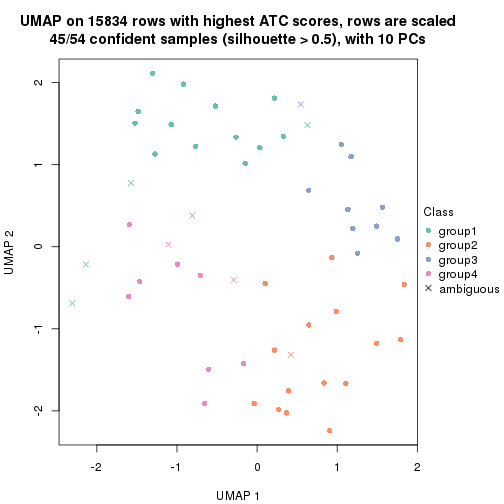 UMAP on 15834 rows with highest ATC scores, rows are scaled
45/54 confident samples (silhouette > 0.5), with 10 PCs
2
1
0
-1
-2
UMAP 2
-2
-1
0
1
2
UMAP 1
Class
group1
group2
group3
group4
ambiguous